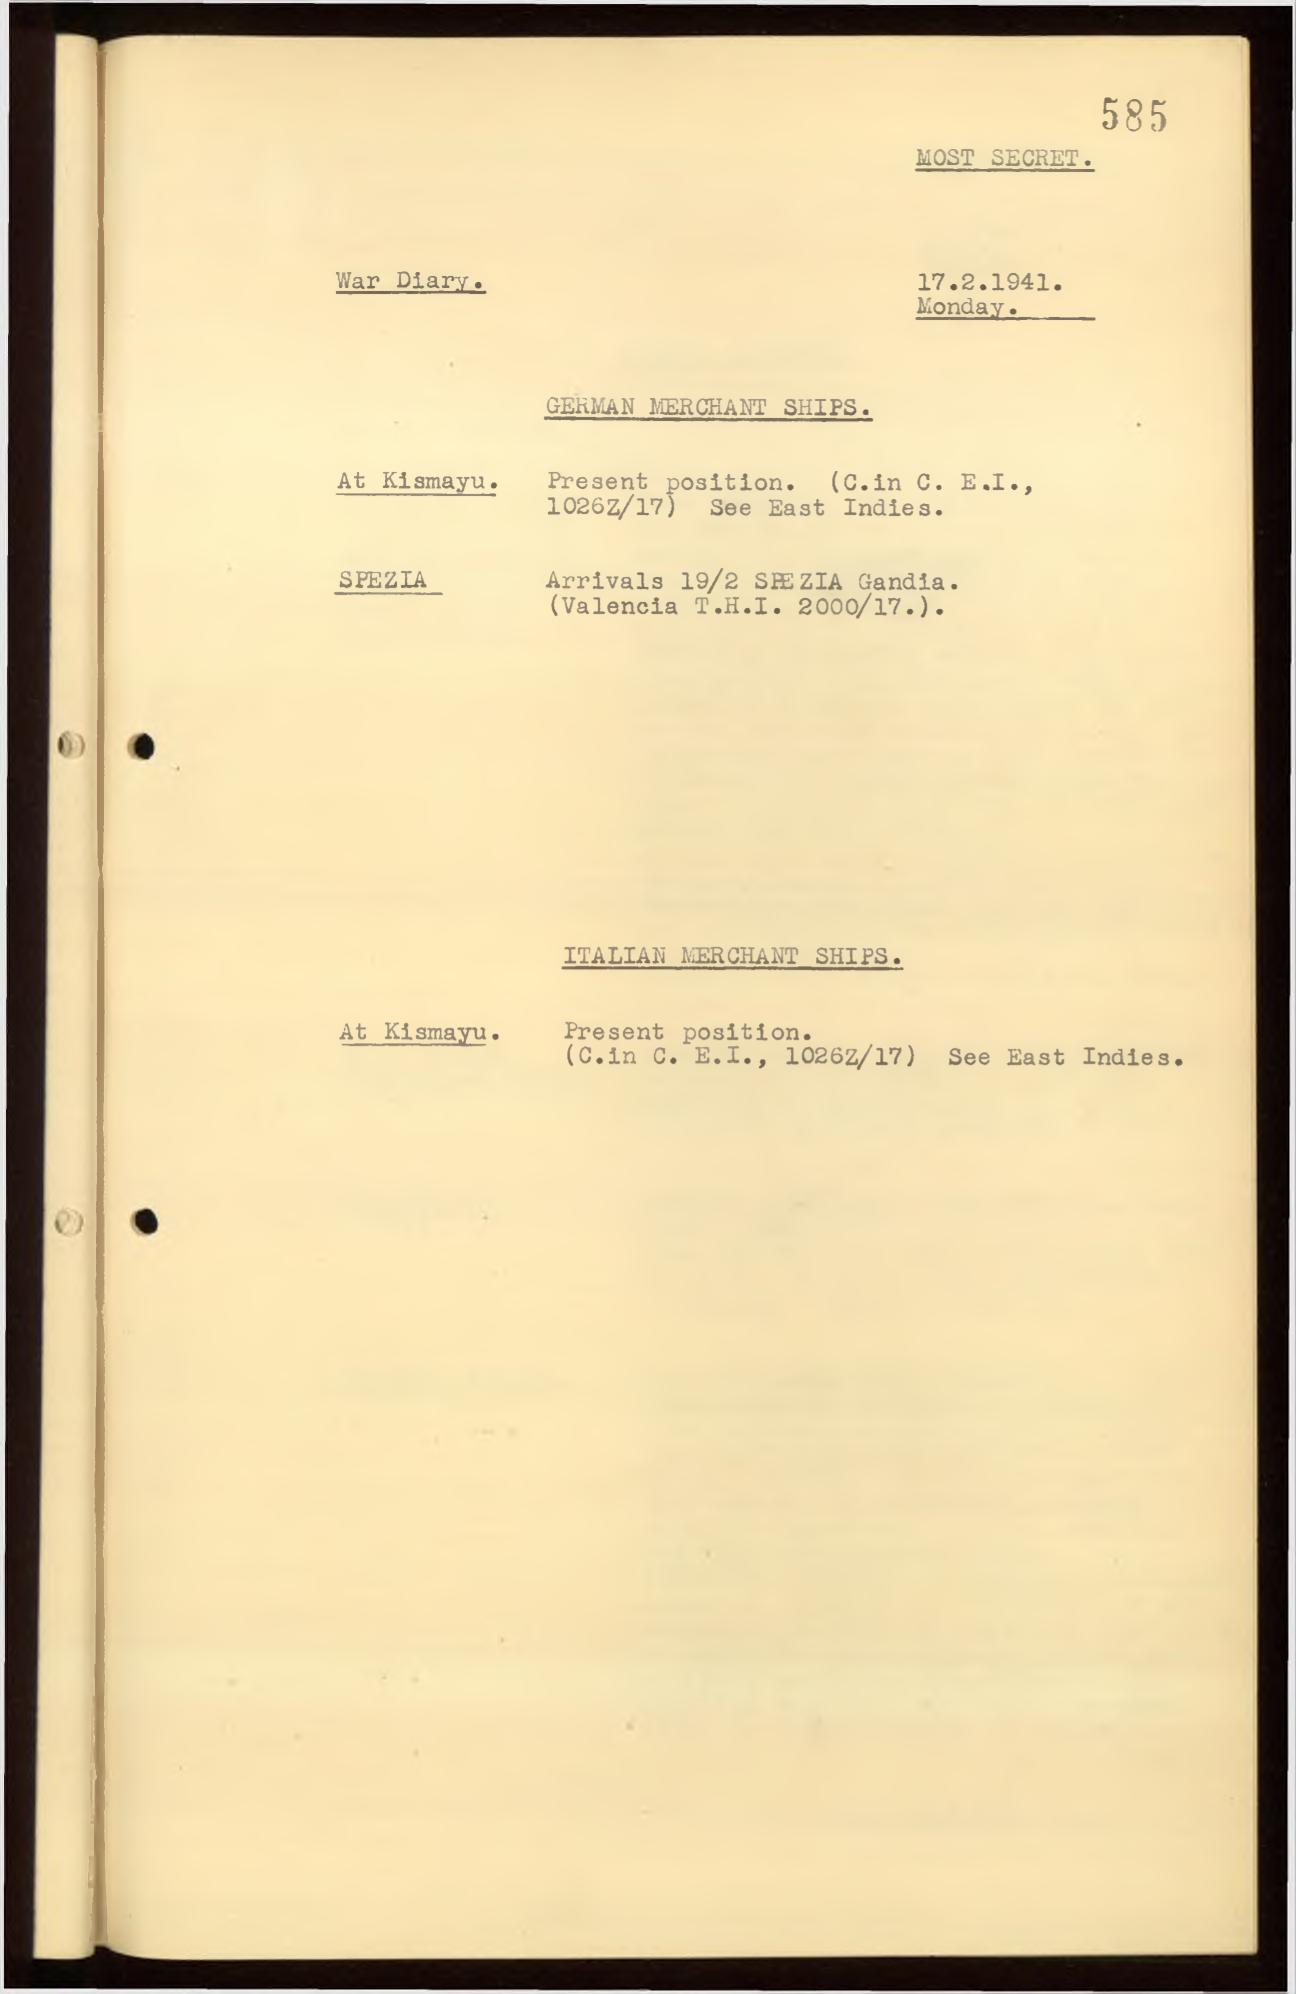 585
MOST SECRET.
War Diary. 17.2.1941.
Monday.
GERMAN MERCHANT SHIPS.
At Kismayu. Present position. (C.in C. E.I.,
1026Z/17) See East Indies.
SPEZIA Arrivals 19/2 SPEZIA Gandia.
(Valencia T.H.I. 2000/17.).
ITALIAN MERCHANT SHIPS.
At Kismayu. Present position.
(C.in C. E.I., 1026Z/17) See East Indies.